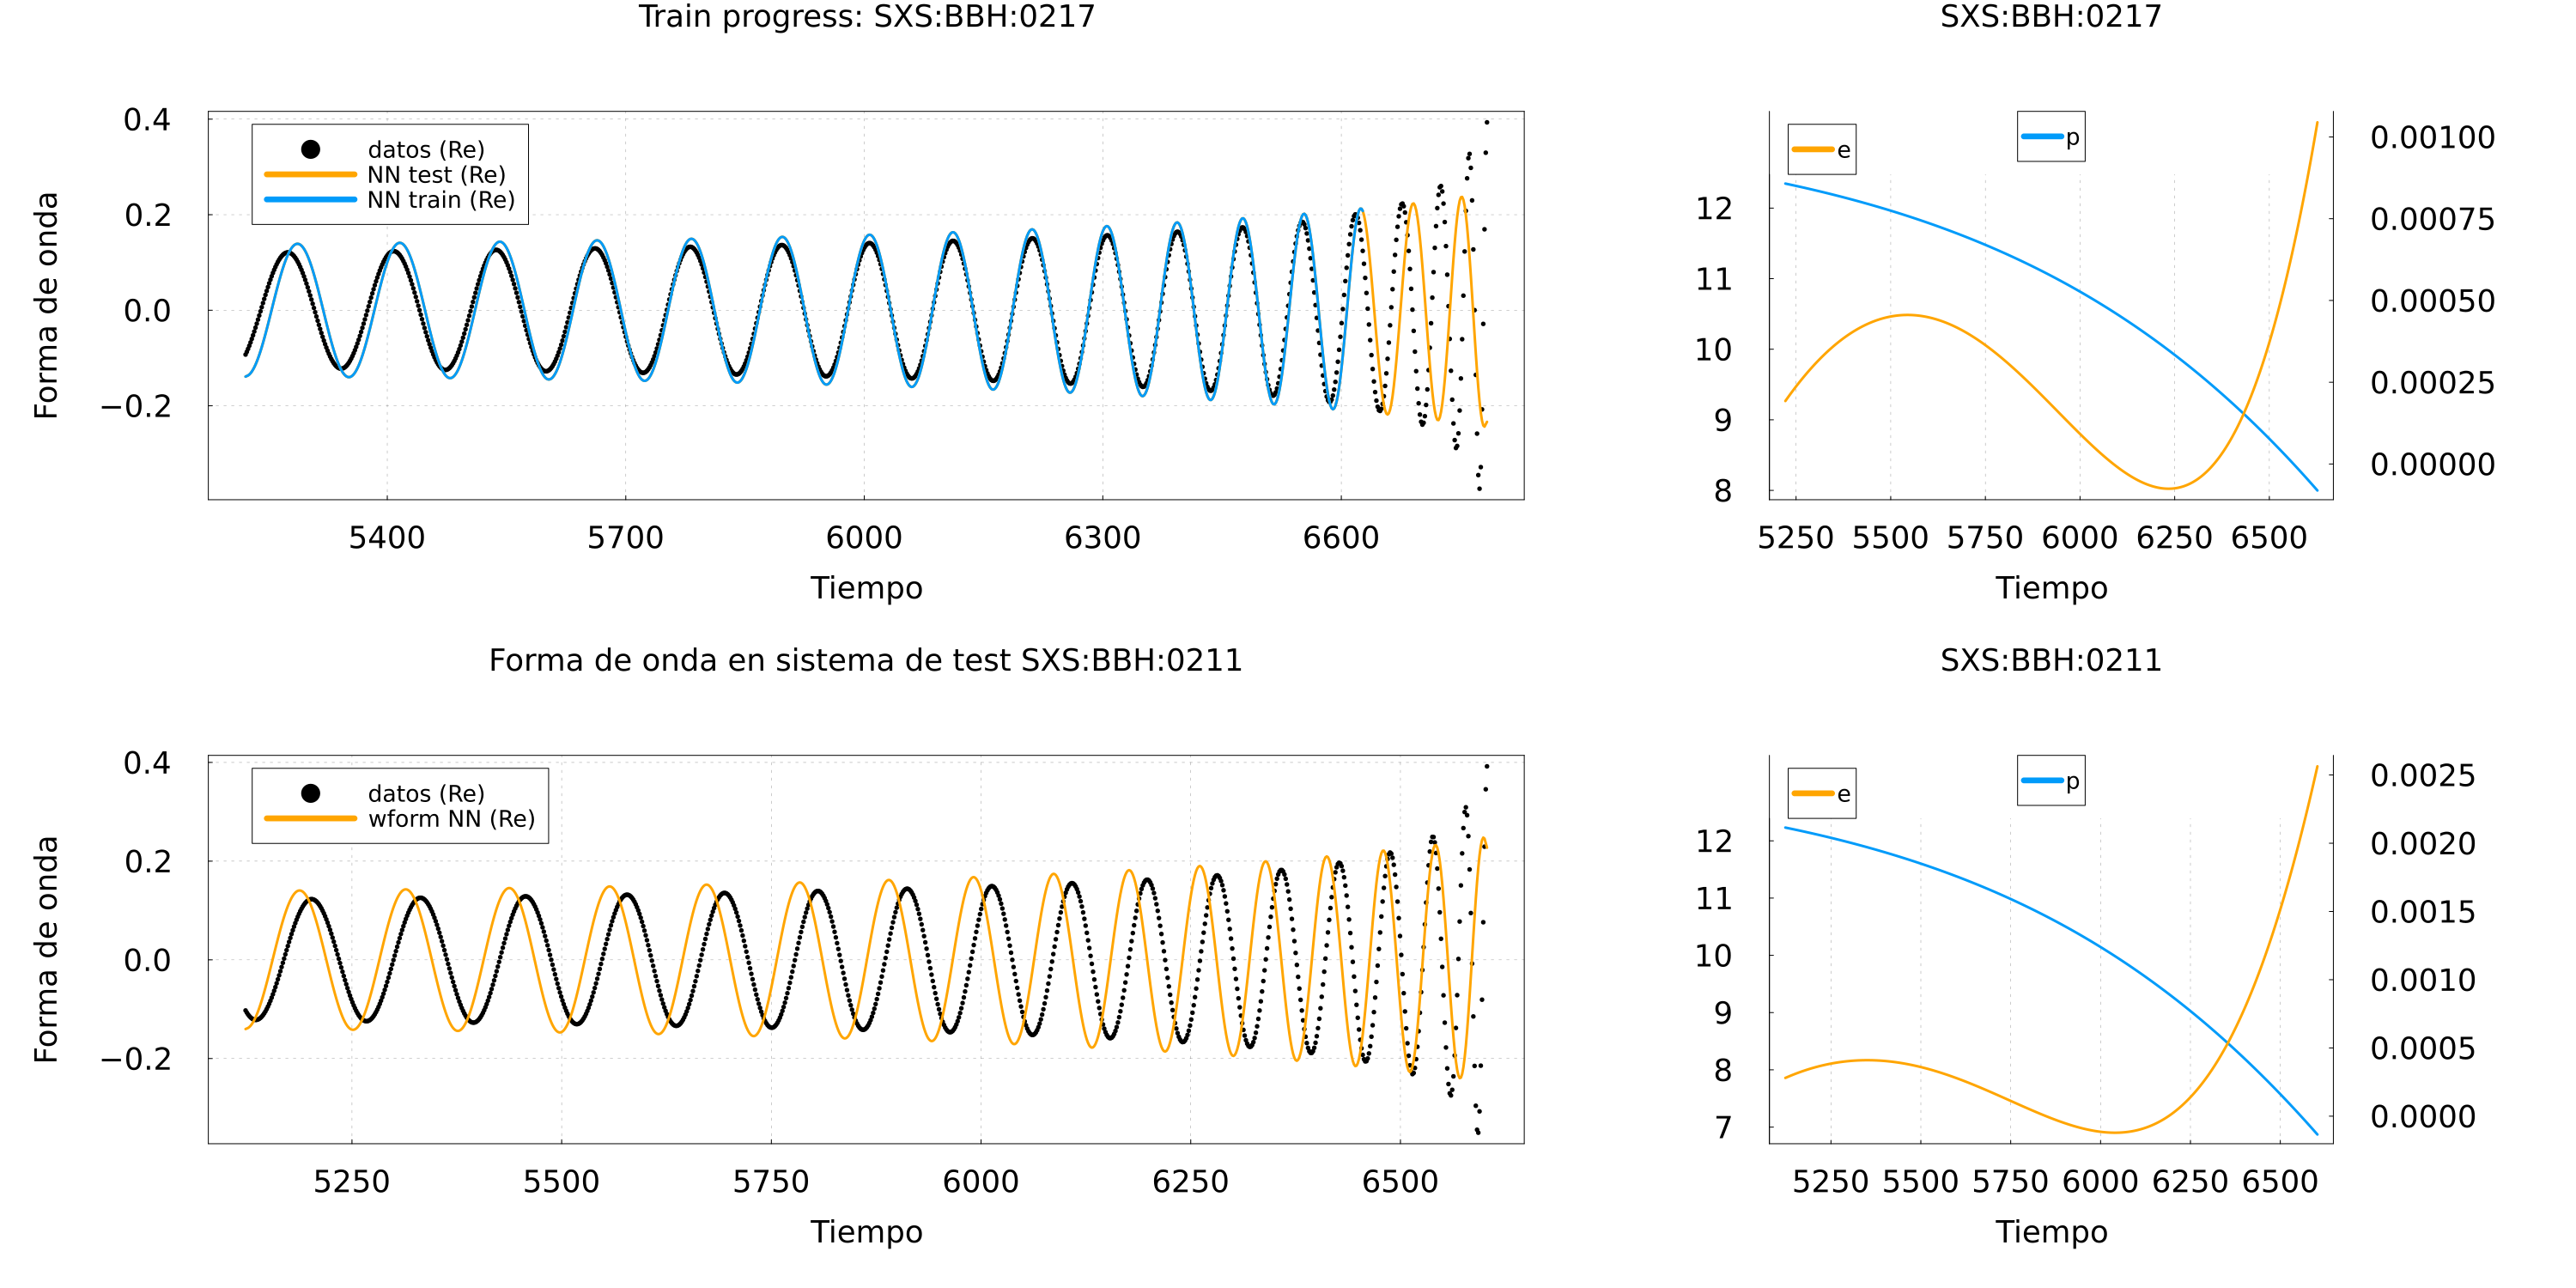 Train progress: SXS:BBH:0217
SXS:BBH:0217
Forma de onda
0.4
0.2
0.0
−0.2
datos (Re)
NN test (Re)
NN train (Re)
5400 5700 6000 6300 6600
Tiempo
e
p
12
11
10
9
8
0.00100
0.00075
0.00050
0.00025
0.00000
5250 5500 5750 6000 6250 6500
Tiempo
Forma de onda en sistema de test SXS:BBH:0211
SXS:BBH:0211
Forma de onda
0.4
0.2
0.0
−0.2
datos (Re)
wform NN (Re)
5250 5500 5750 6000 6250 6500
Tiempo
e
p
12
11
10
9
8
7
0.0025
0.0020
0.0015
0.0010
0.0005
0.0000
5250 5500 5750 6000 6250 6500
Tiempo